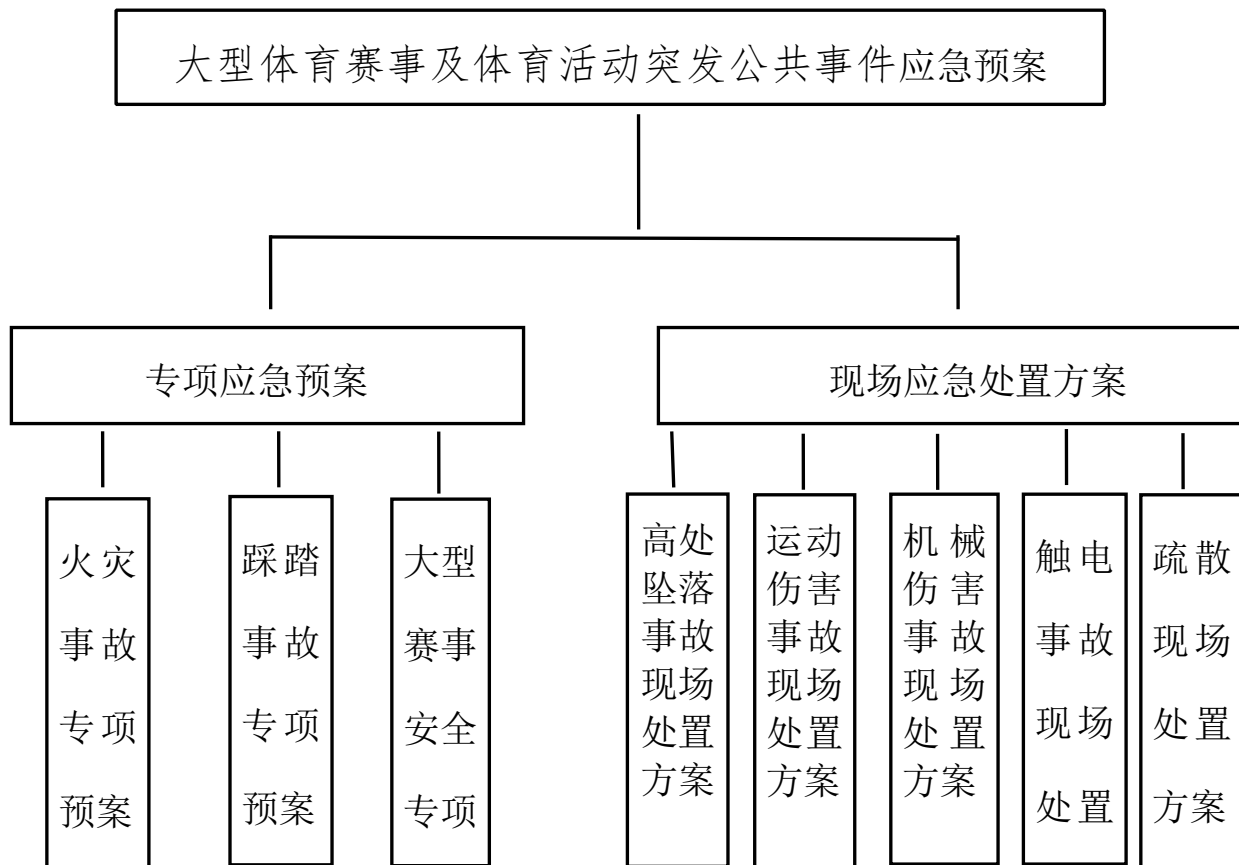 大型体育赛事及体育活动突发公共事件应急预案
专项应急预案
现场应急处置方案
火灾
事故
专项
预案
踩踏
事故
专项
预案
大型
赛事
安全
专项
高处
坠落
事故
现场
处置
方案
运动
伤害
事故
现场
处置
方案
机械
伤害
事故
现场
处置
方案
触电
事故
现场
处置
疏散
现场
处置
方案